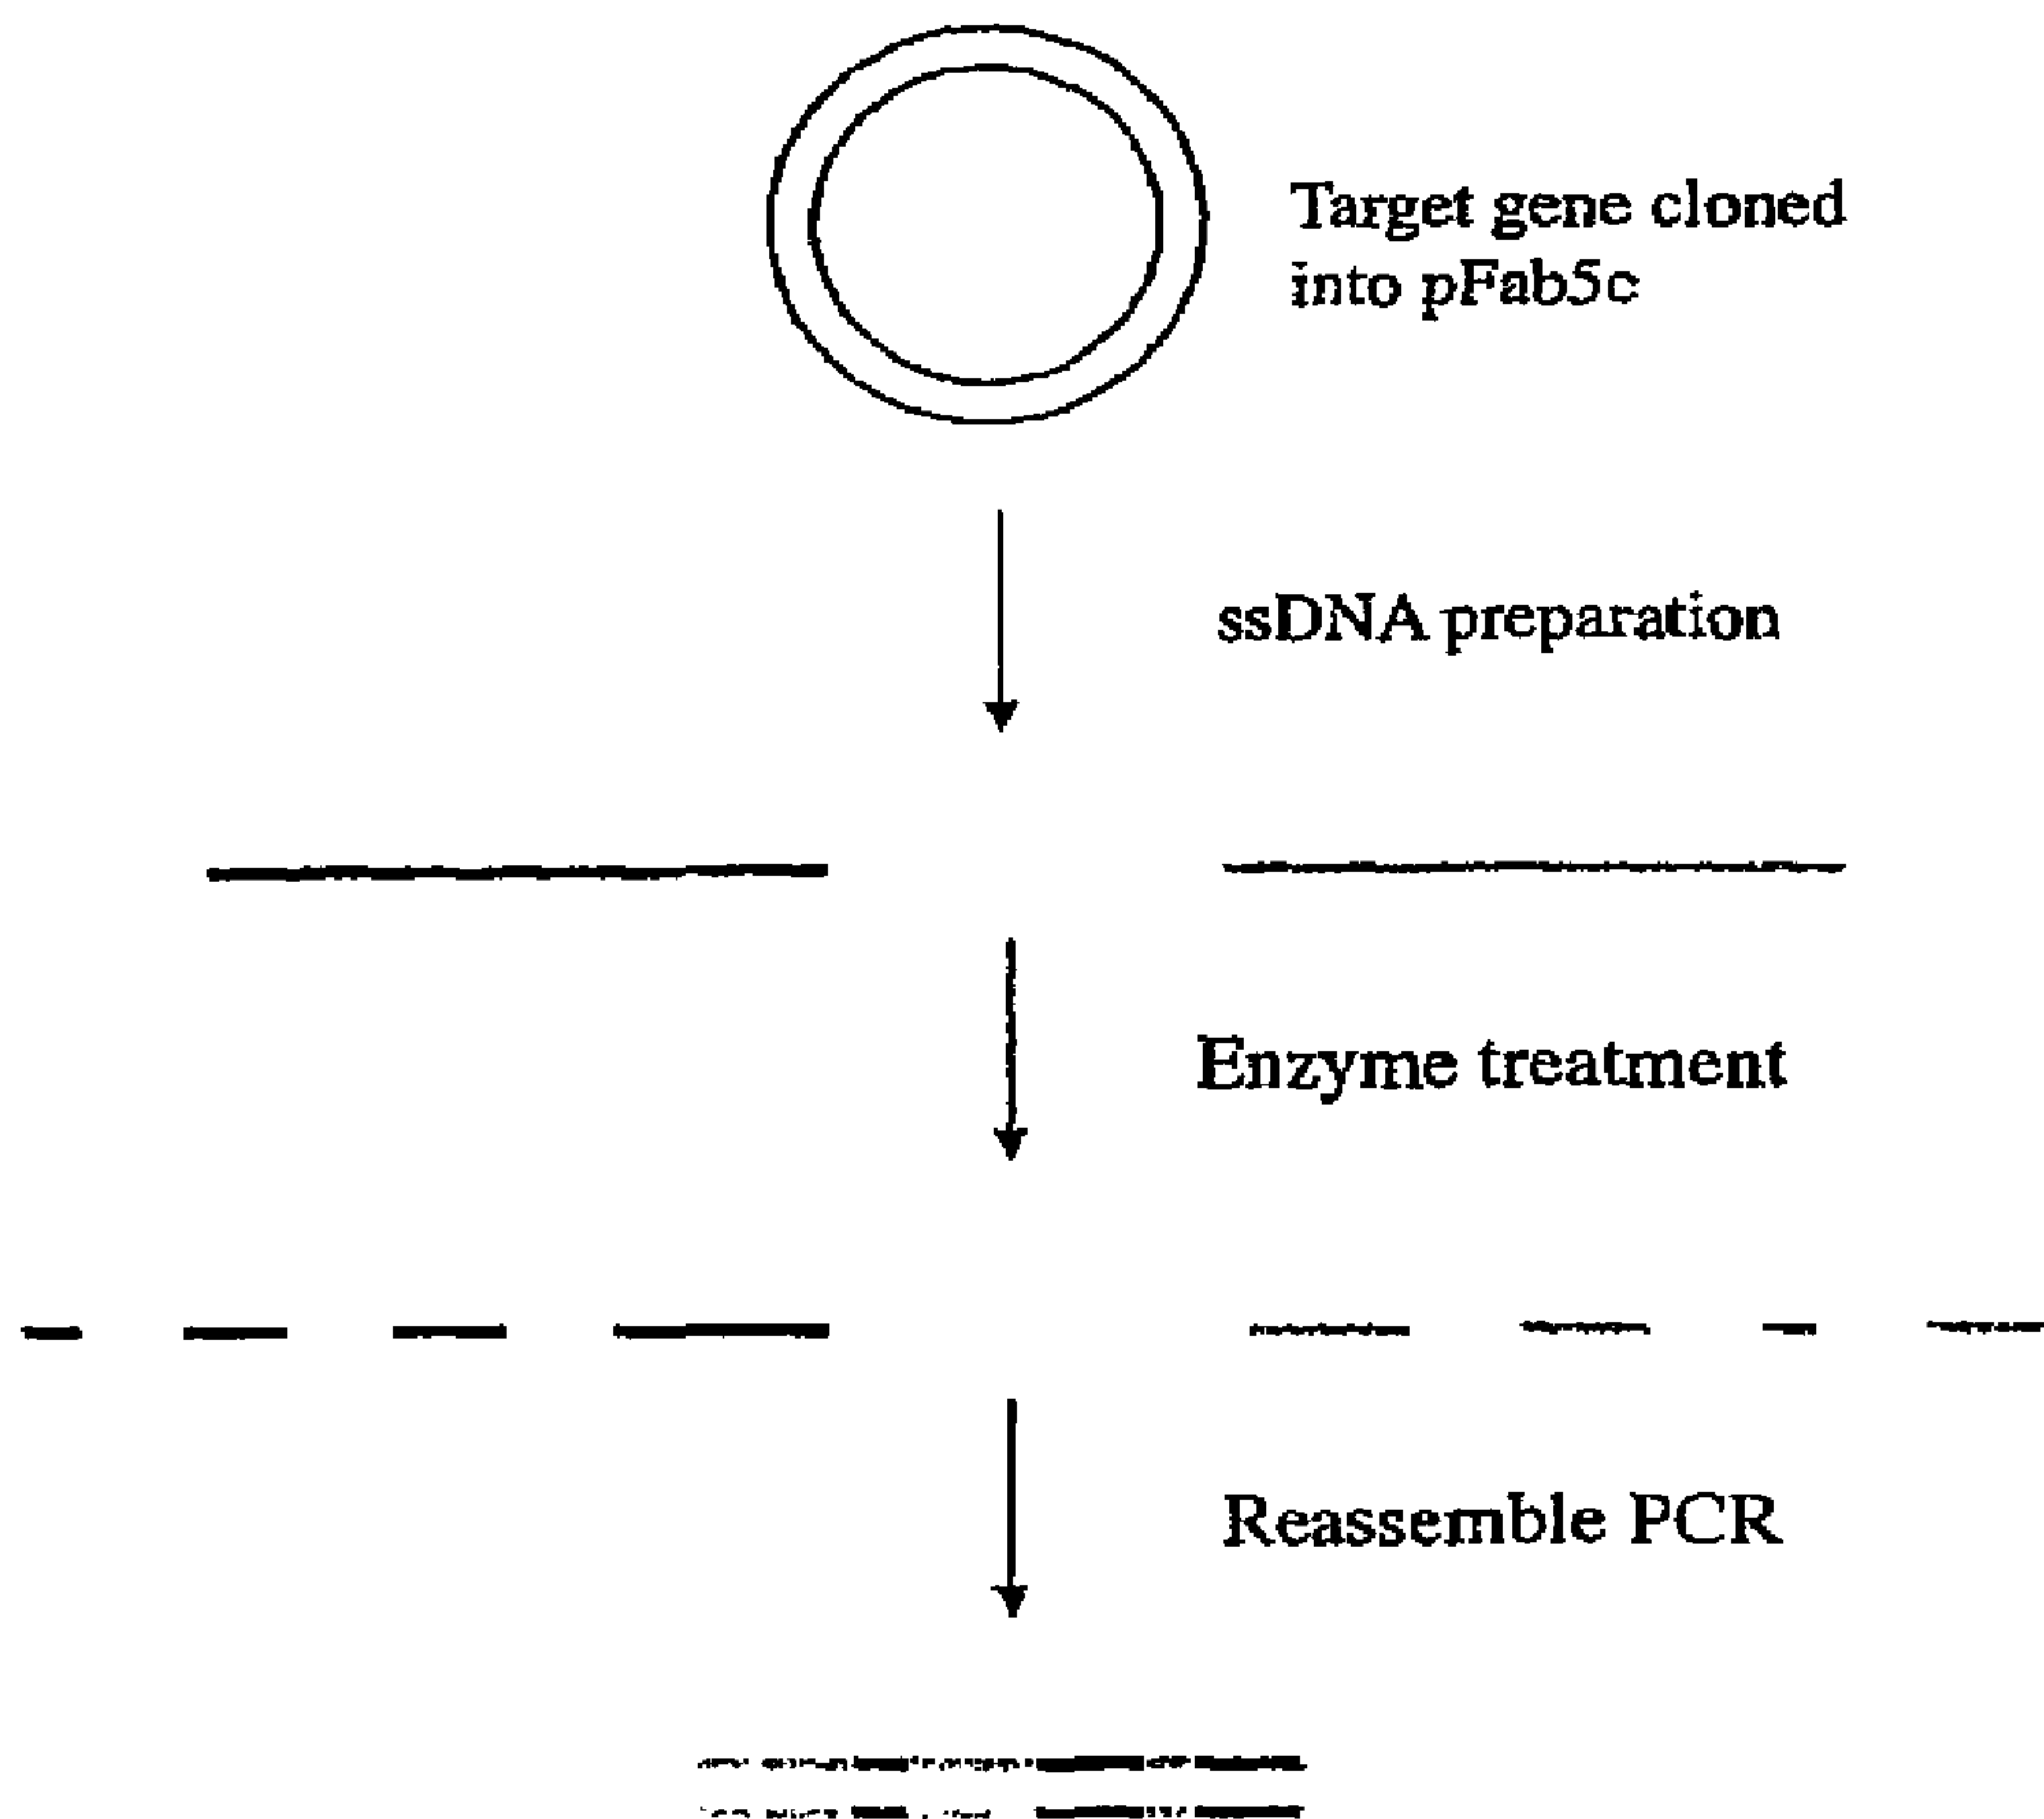 Target gene cloned
into pFab5c
ssDNA preparation
Enzyme treatment
Reassemble PCR